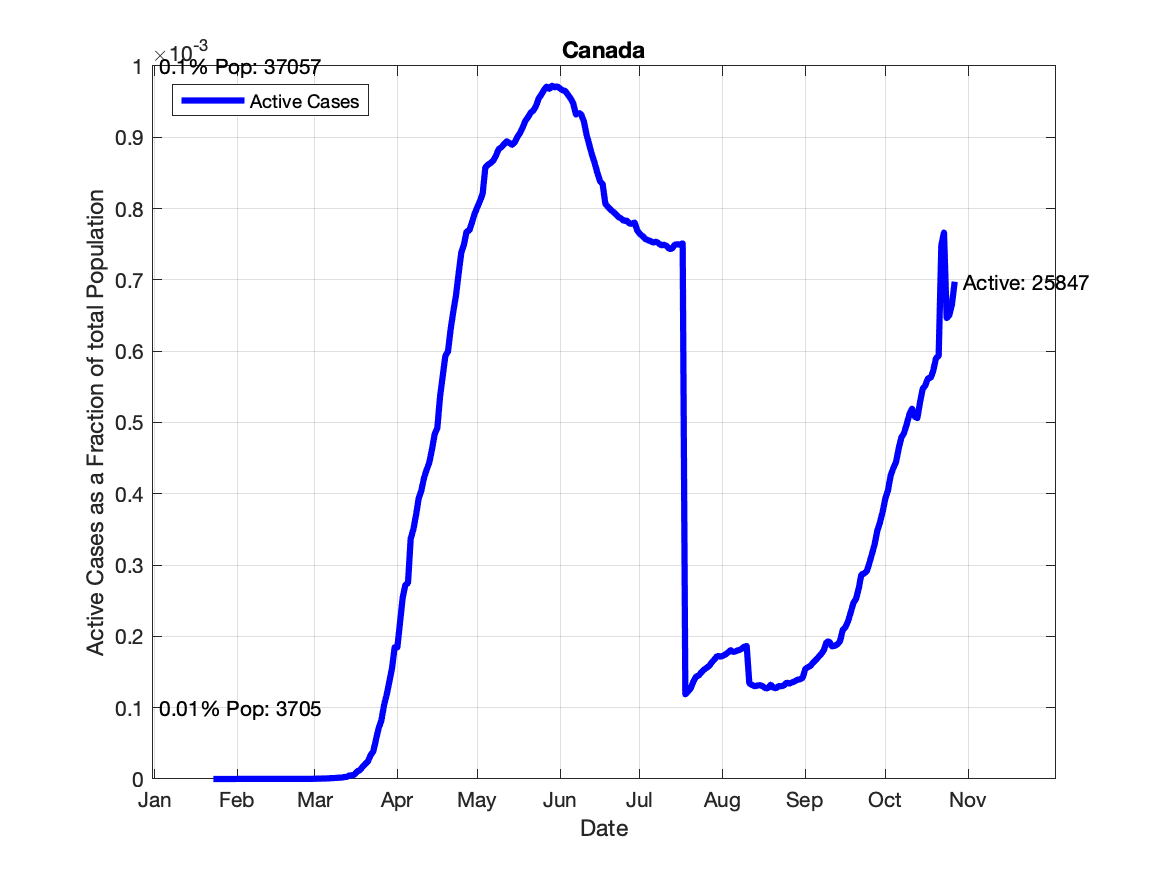 Canada
×10-3
0.1% Pop: 37057
Active Cases
1
0.9
0.8
0.7
0.6
0.5
0.4
0.3
0.2
0.1
0
Active Cases as a Fraction of total Population
Active: 25847
0.01% Pop: 3705
Jan Feb Mar Apr May Jun Jul Aug Sep Oct Nov
Date